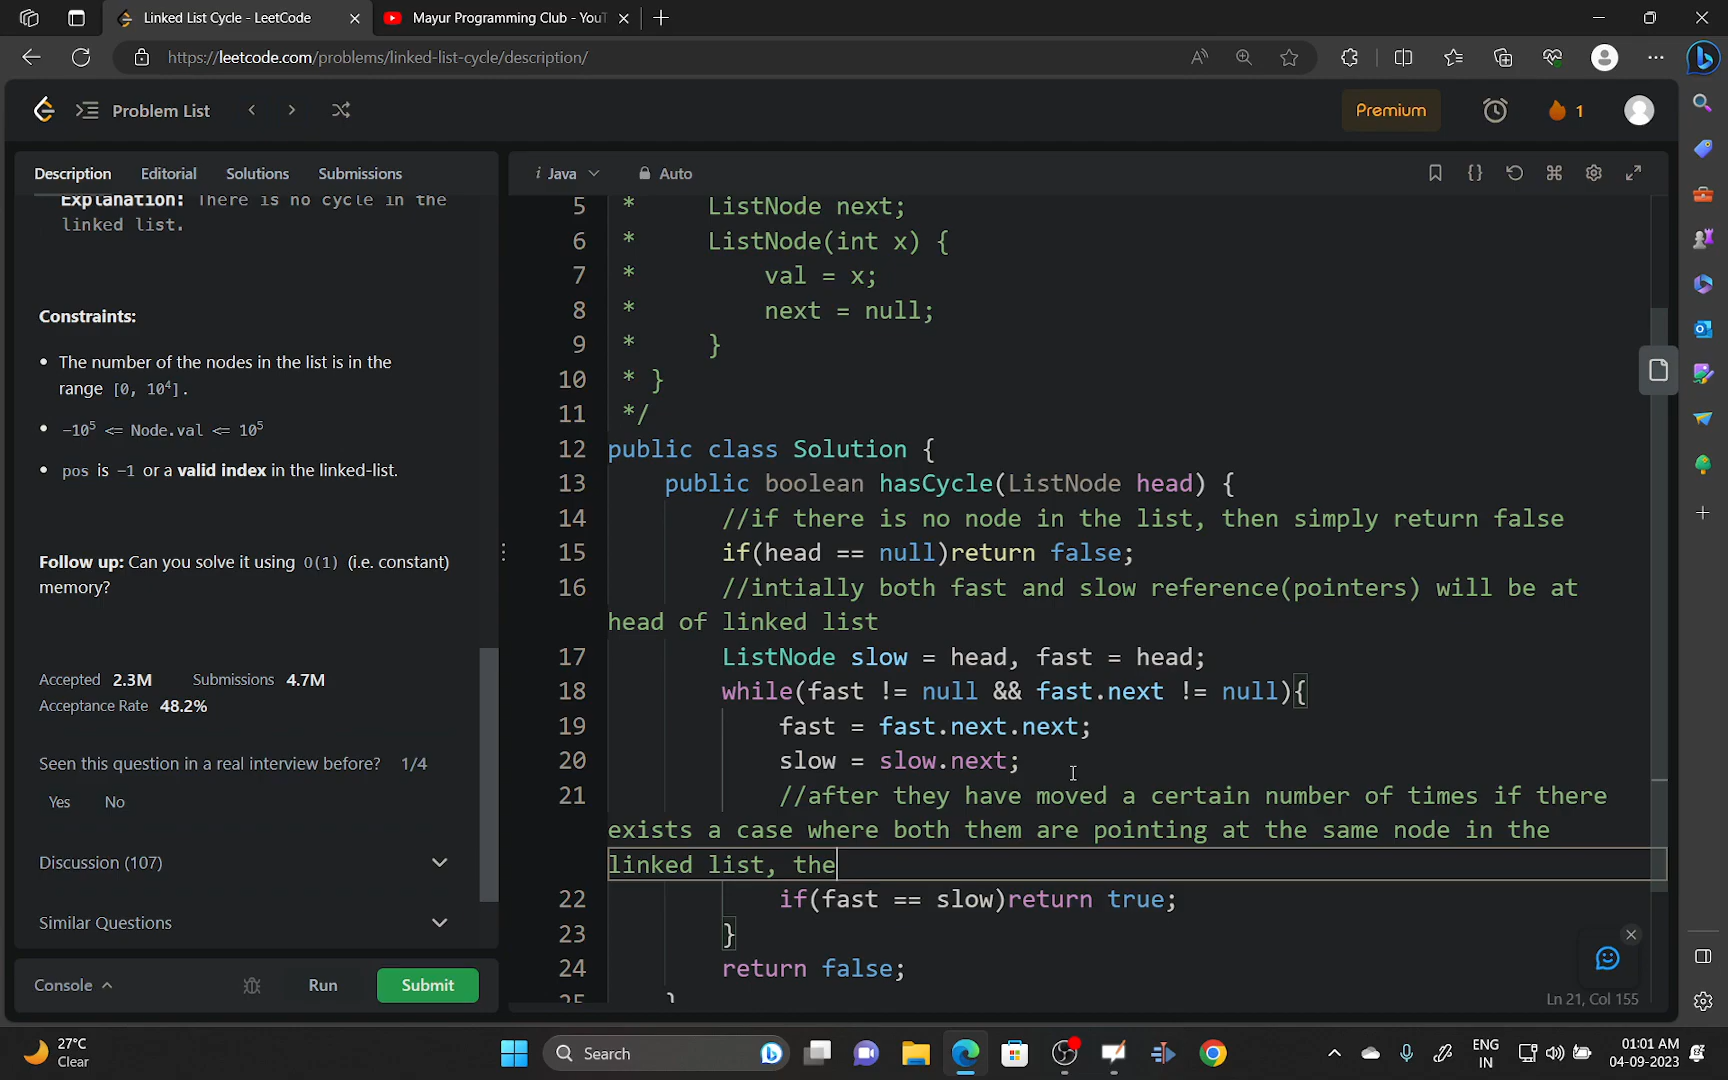 Linked List Cycle - LeetCode
Mayur Programming Club - YouT
https://leetcode.com/problems/linked-list-cycle/description/
Problem List
Premium
1
Description Editorial Solutions Submissions
i Java
Auto
Explanation: There is no cycle in the
linked list.
Constraints:
• The number of the nodes in the list is in the
range [0, 10⁴].
• -10⁵ <= Node.val <= 10⁵
• pos is -1 or a valid index in the linked-list.
Follow up: Can you solve it using O(1) (i.e. constant)
memory?
Accepted 2.3M Submissions 4.7M
Acceptance Rate 48.2%
Seen this question in a real interview before? 1/4
Yes No
Discussion (107)
Similar Questions
Console
Run
Submit
5 * ListNode next;
6 * ListNode(int x) {
7 * val = x;
8 * next = null;
9 * }
10 * }
11 */
12 public class Solution {
13 public boolean hasCycle(ListNode head) {
14 //if there is no node in the list, then simply return false
15 if(head == null)return false;
16 //intially both fast and slow reference(pointers) will be at
head of linked list
17 ListNode slow = head, fast = head;
18 while(fast != null && fast.next != null){
19 fast = fast.next.next;
20 slow = slow.next;
21 //after they have moved a certain number of times if there
exists a case where both them are pointing at the same node in the
linked list, the
22 if(fast == slow)return true;
23 }
24 return false;
25 }
Ln 21, Col 155
27°C
Clear
Search
ENG
IN
01:01 AM
04-09-2023